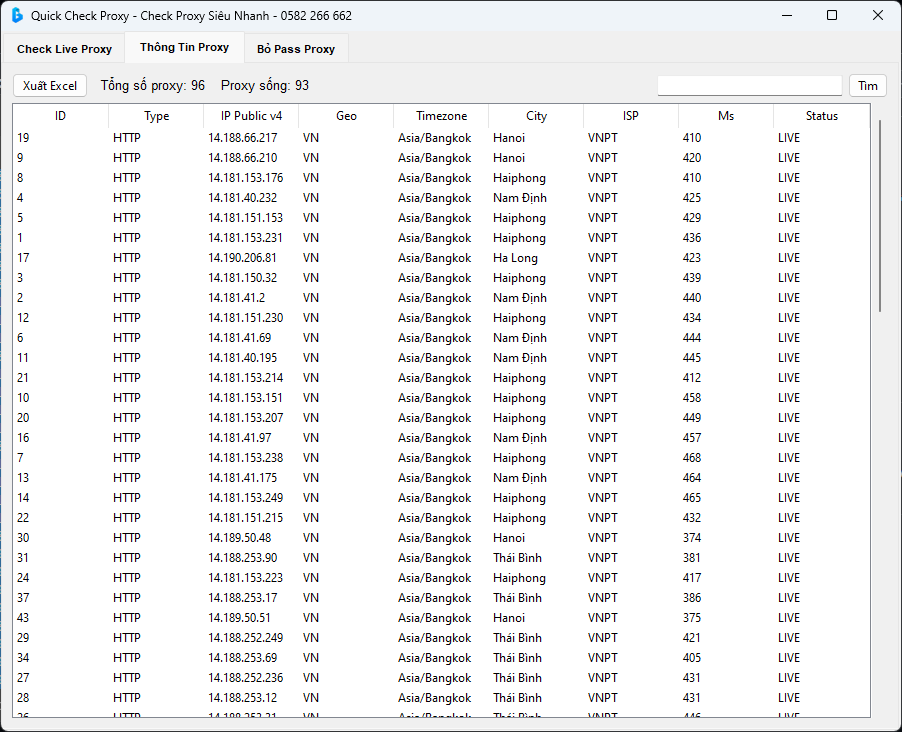 Quick Check Proxy - Check Proxy Siêu Nhanh - 0582 266 662
Check Live Proxy Thông Tin Proxy Bỏ Pass Proxy
Xuất Excel Tổng số proxy: 96 Proxy sống: 93 Tìm
ID Type IP Public v4 Geo Timezone City ISP Ms Status
19 HTTP 14.188.66.217 VN Asia/Bangkok Hanoi VNPT 410 LIVE
9 HTTP 14.188.66.210 VN Asia/Bangkok Hanoi VNPT 420 LIVE
8 HTTP 14.181.153.176 VN Asia/Bangkok Haiphong VNPT 410 LIVE
4 HTTP 14.181.40.232 VN Asia/Bangkok Nam Định VNPT 425 LIVE
5 HTTP 14.181.151.153 VN Asia/Bangkok Haiphong VNPT 429 LIVE
1 HTTP 14.181.153.231 VN Asia/Bangkok Haiphong VNPT 436 LIVE
17 HTTP 14.190.206.81 VN Asia/Bangkok Ha Long VNPT 423 LIVE
3 HTTP 14.181.150.32 VN Asia/Bangkok Haiphong VNPT 439 LIVE
2 HTTP 14.181.41.2 VN Asia/Bangkok Nam Định VNPT 440 LIVE
12 HTTP 14.181.151.230 VN Asia/Bangkok Haiphong VNPT 434 LIVE
6 HTTP 14.181.41.69 VN Asia/Bangkok Nam Định VNPT 444 LIVE
11 HTTP 14.181.40.195 VN Asia/Bangkok Nam Định VNPT 445 LIVE
21 HTTP 14.181.153.214 VN Asia/Bangkok Haiphong VNPT 412 LIVE
10 HTTP 14.181.153.151 VN Asia/Bangkok Haiphong VNPT 458 LIVE
20 HTTP 14.181.153.207 VN Asia/Bangkok Haiphong VNPT 449 LIVE
16 HTTP 14.181.41.97 VN Asia/Bangkok Nam Định VNPT 457 LIVE
7 HTTP 14.181.153.238 VN Asia/Bangkok Haiphong VNPT 468 LIVE
13 HTTP 14.181.41.175 VN Asia/Bangkok Nam Định VNPT 464 LIVE
14 HTTP 14.181.153.249 VN Asia/Bangkok Haiphong VNPT 465 LIVE
22 HTTP 14.181.151.215 VN Asia/Bangkok Haiphong VNPT 432 LIVE
30 HTTP 14.189.50.48 VN Asia/Bangkok Hanoi VNPT 374 LIVE
31 HTTP 14.188.253.90 VN Asia/Bangkok Thái Bình VNPT 381 LIVE
24 HTTP 14.181.153.223 VN Asia/Bangkok Haiphong VNPT 417 LIVE
37 HTTP 14.188.253.17 VN Asia/Bangkok Thái Bình VNPT 386 LIVE
43 HTTP 14.189.50.51 VN Asia/Bangkok Hanoi VNPT 375 LIVE
29 HTTP 14.188.252.249 VN Asia/Bangkok Thái Bình VNPT 421 LIVE
34 HTTP 14.188.253.69 VN Asia/Bangkok Thái Bình VNPT 405 LIVE
27 HTTP 14.188.252.236 VN Asia/Bangkok Thái Bình VNPT 431 LIVE
28 HTTP 14.188.253.12 VN Asia/Bangkok Thái Bình VNPT 431 LIVE
HTTP VN Asia/Bangkok Thái Bình VNPT LIVE